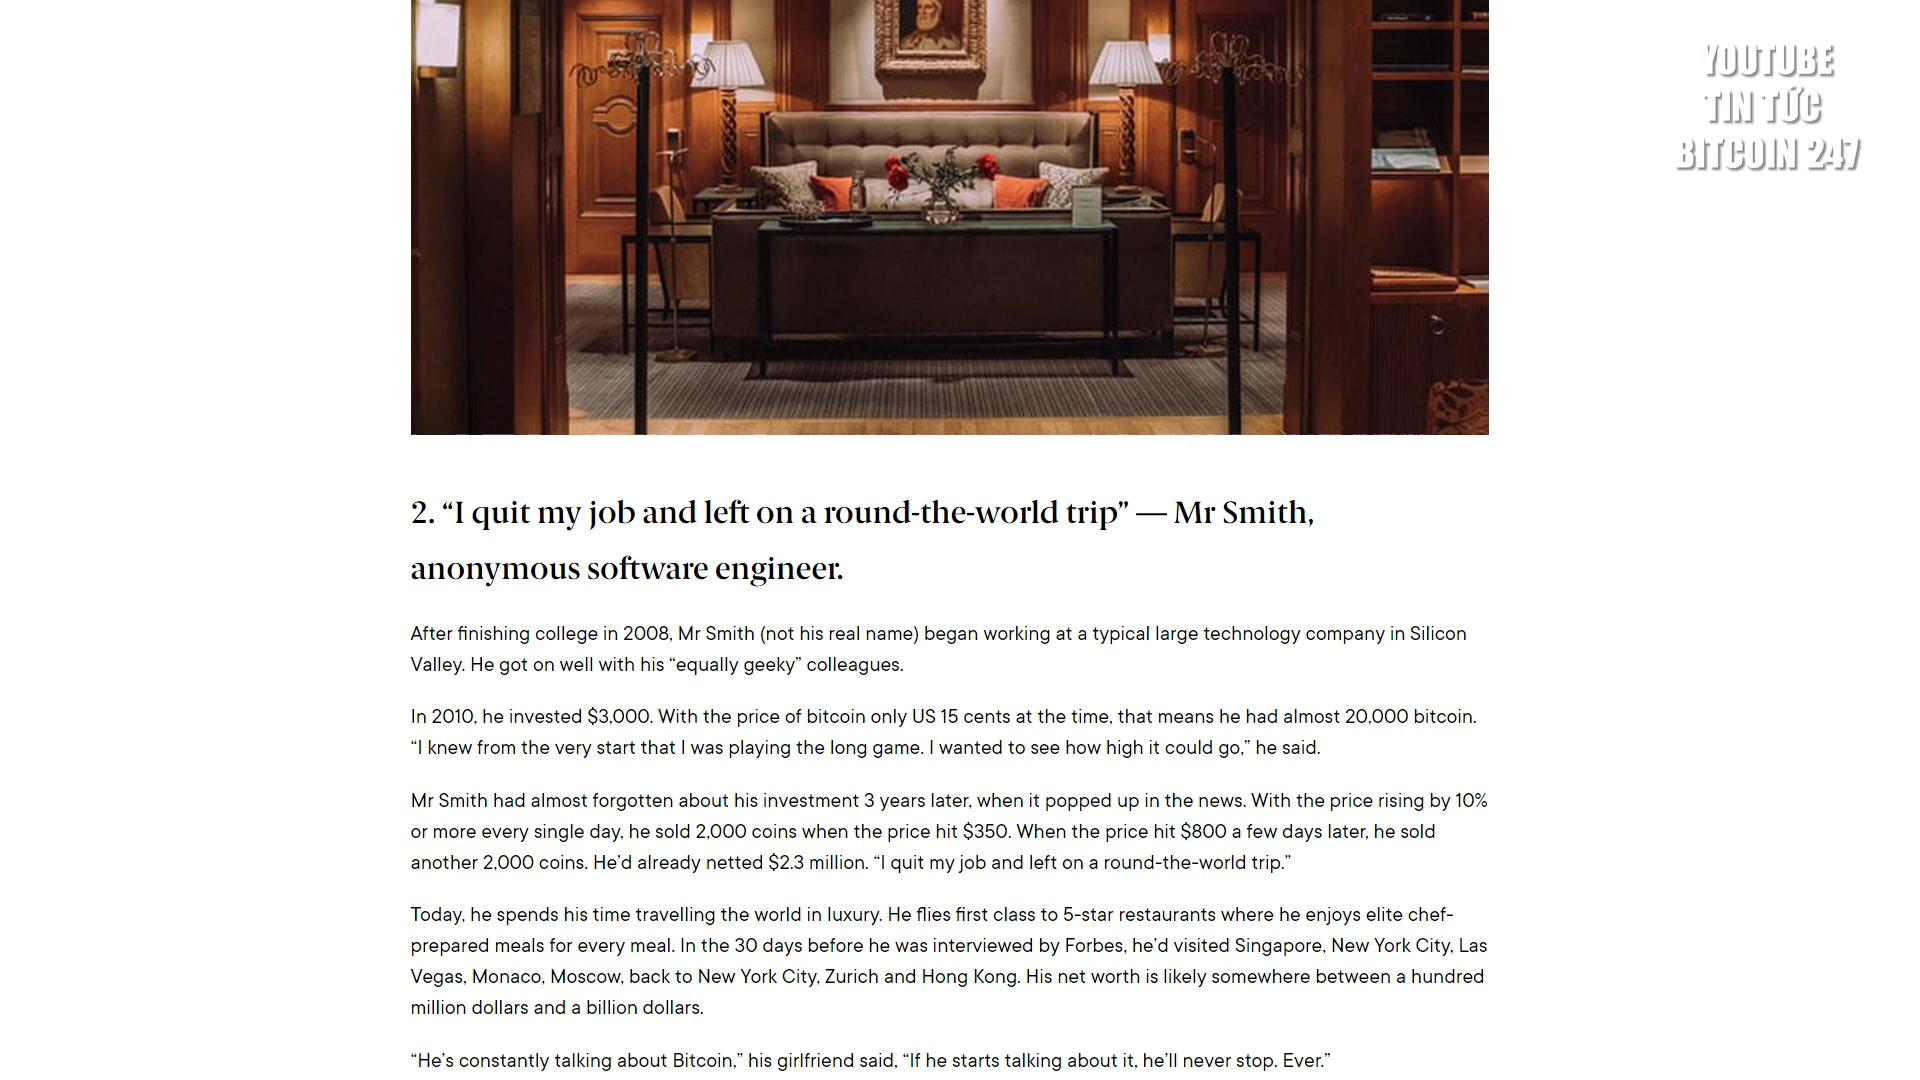 YOUTUBE
TIN TỨC
BITCOIN 247
2. “I quit my job and left on a round-the-world trip” — Mr Smith,
anonymous software engineer.
After finishing college in 2008, Mr Smith (not his real name) began working at a typical large technology company in Silicon
Valley. He got on well with his “equally geeky” colleagues.
In 2010, he invested $3,000. With the price of bitcoin only US 15 cents at the time, that means he had almost 20,000 bitcoin.
“I knew from the very start that I was playing the long game. I wanted to see how high it could go,” he said.
Mr Smith had almost forgotten about his investment 3 years later, when it popped up in the news. With the price rising by 10%
or more every single day, he sold 2,000 coins when the price hit $350. When the price hit $800 a few days later, he sold
another 2,000 coins. He’d already netted $2.3 million. “I quit my job and left on a round-the-world trip.”
Today, he spends his time travelling the world in luxury. He flies first class to 5-star restaurants where he enjoys elite chef-
prepared meals for every meal. In the 30 days before he was interviewed by Forbes, he’d visited Singapore, New York City, Las
Vegas, Monaco, Moscow, back to New York City, Zurich and Hong Kong. His net worth is likely somewhere between a hundred
million dollars and a billion dollars.
“He’s constantly talking about Bitcoin,” his girlfriend said, “If he starts talking about it, he’ll never stop. Ever.”